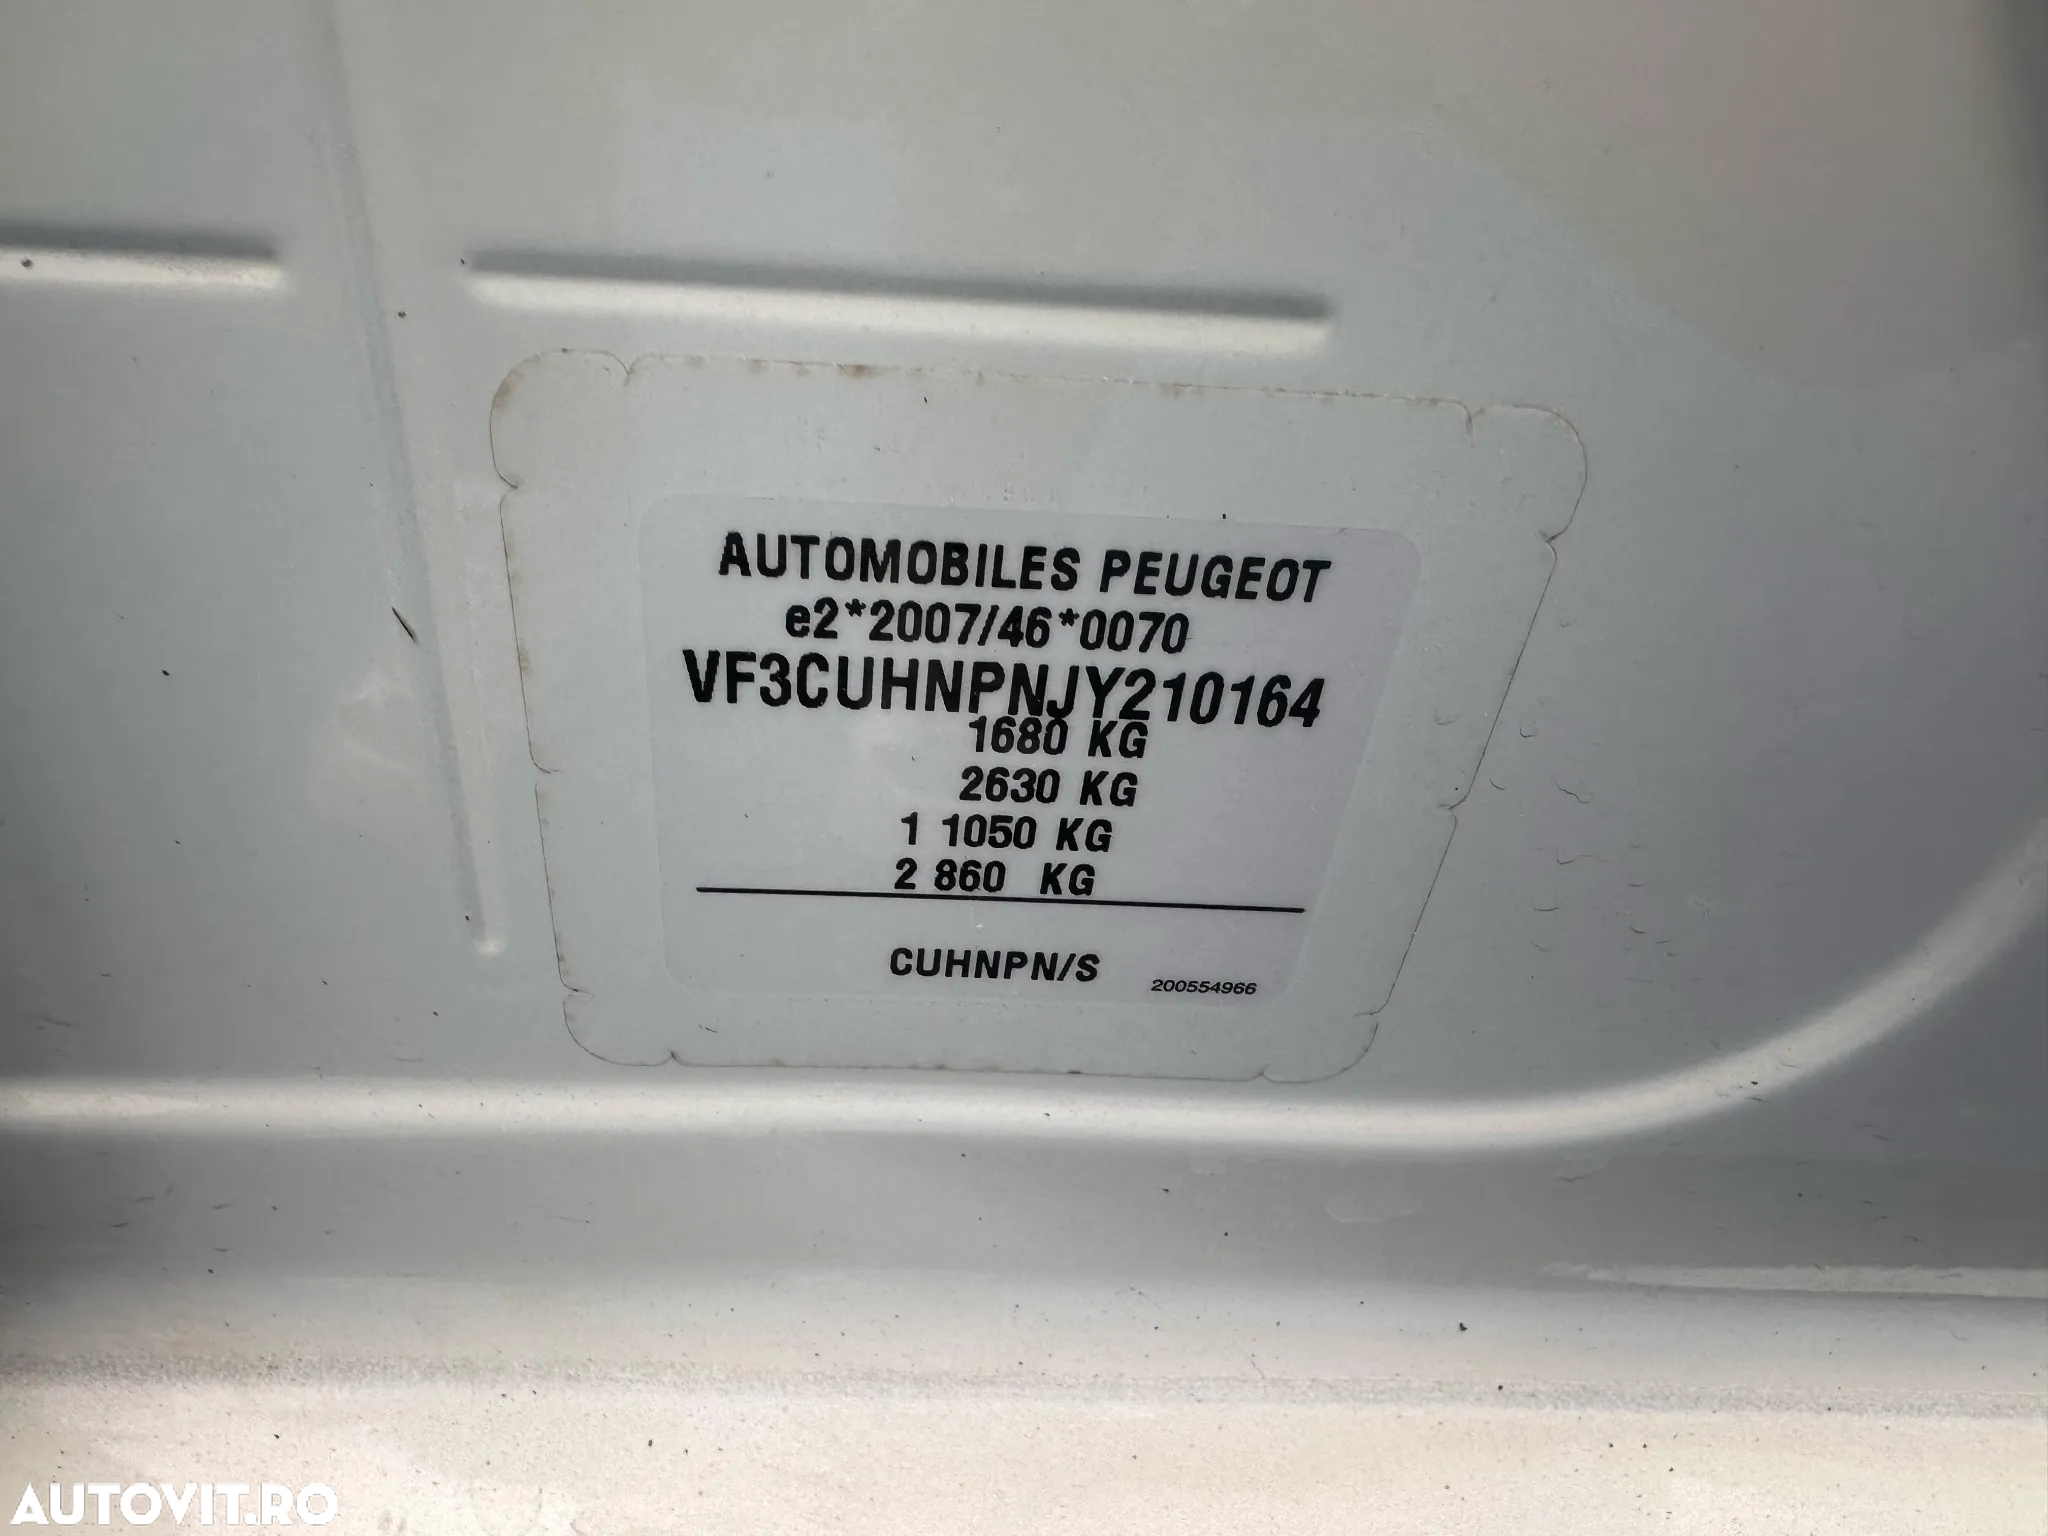 AUTOMOBILES PEUGEOT
e2*2007/46*0070
VF3CUHNPNJY210164
1680 KG
2630 KG
1 1050 KG
2 860 KG
CUHNPN/S 200554966
AUTOVIT.RO